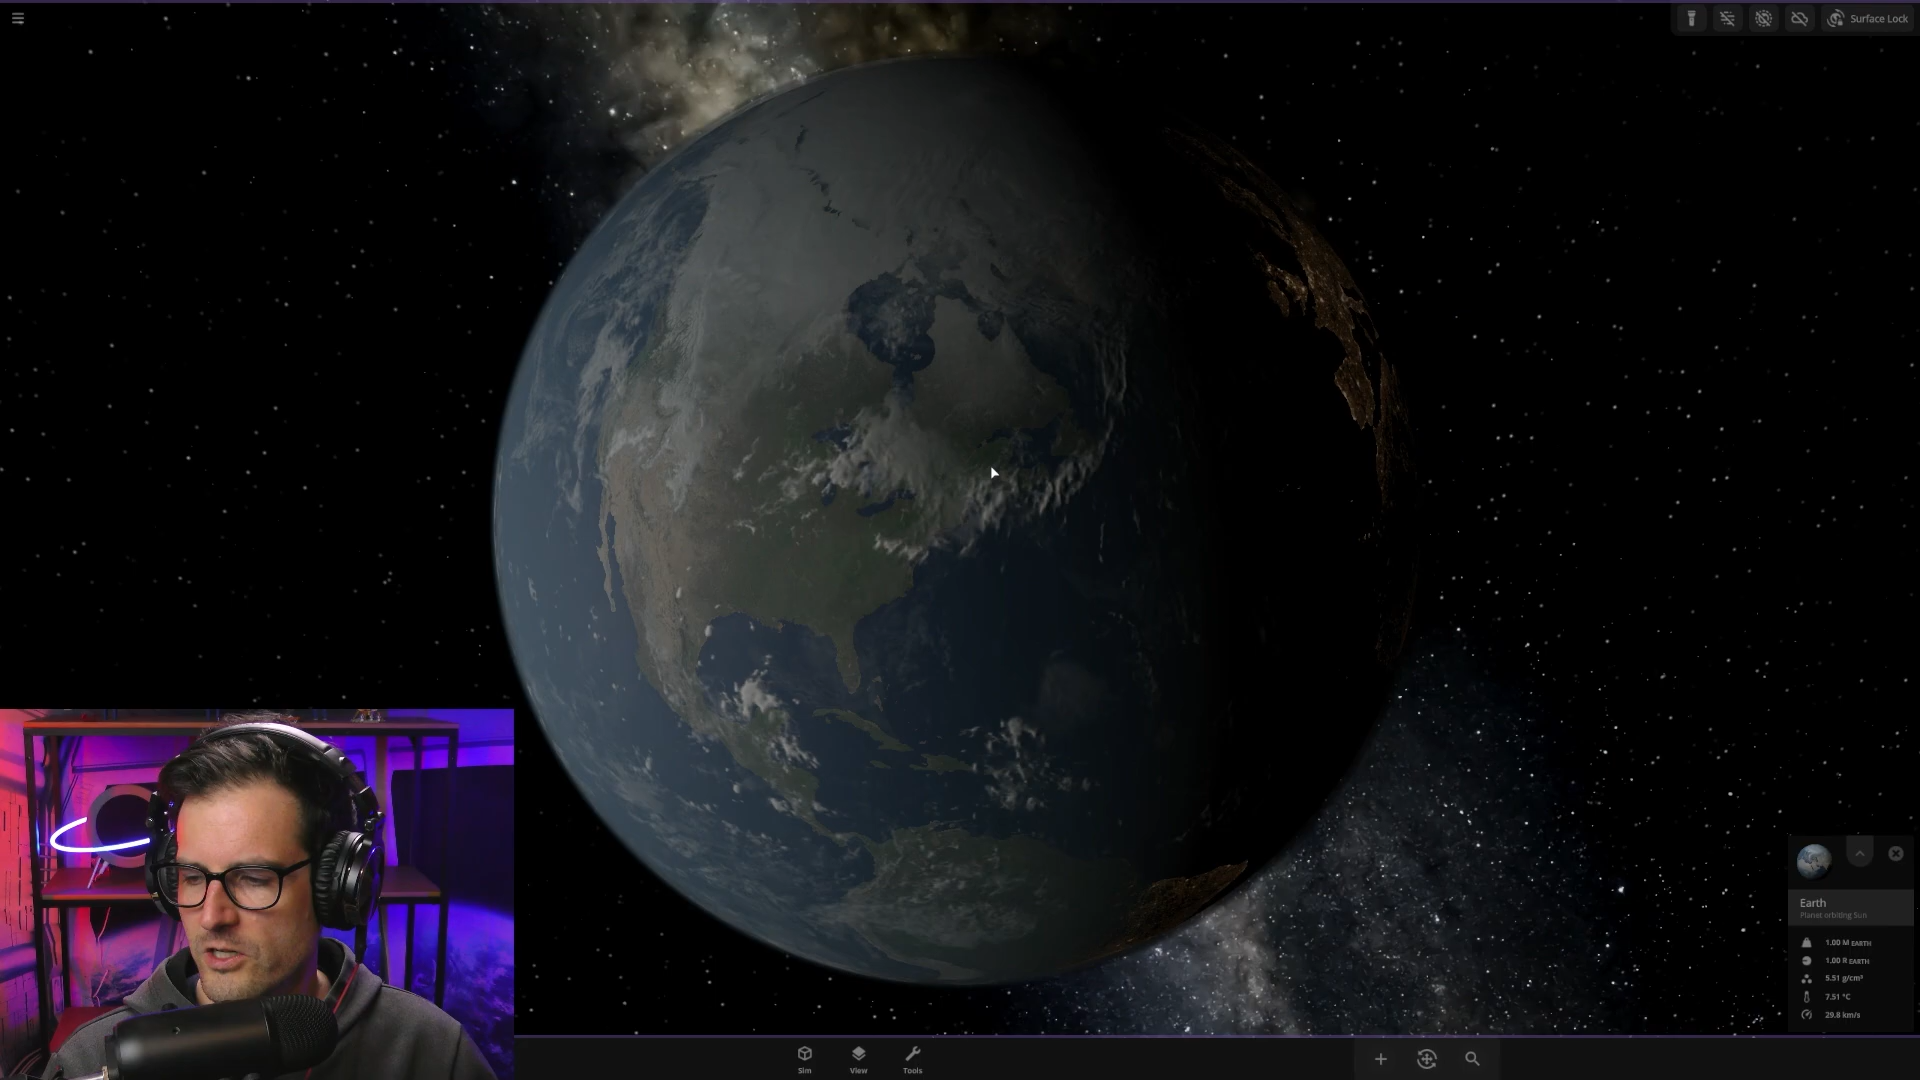 Surface Lock
Earth
Planet orbiting Sun
1.00 M EARTH
1.00 R EARTH
5.51 g/cm³
7.51 °C
29.8 km/s
Sim
View
Tools